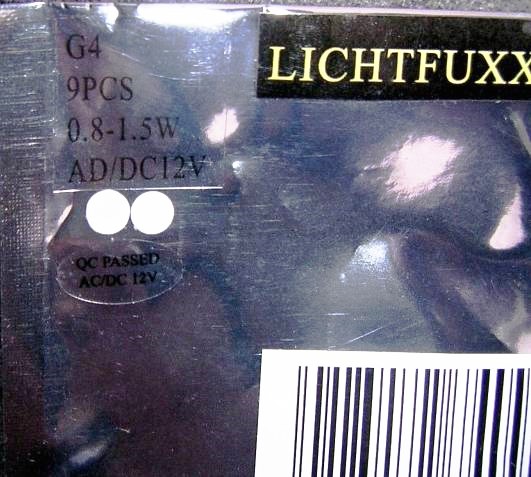 G4
9PCS
0.8-1.5W
AD/DC12V
LICHTFUXX
QC PASSED
AC/DC 12V